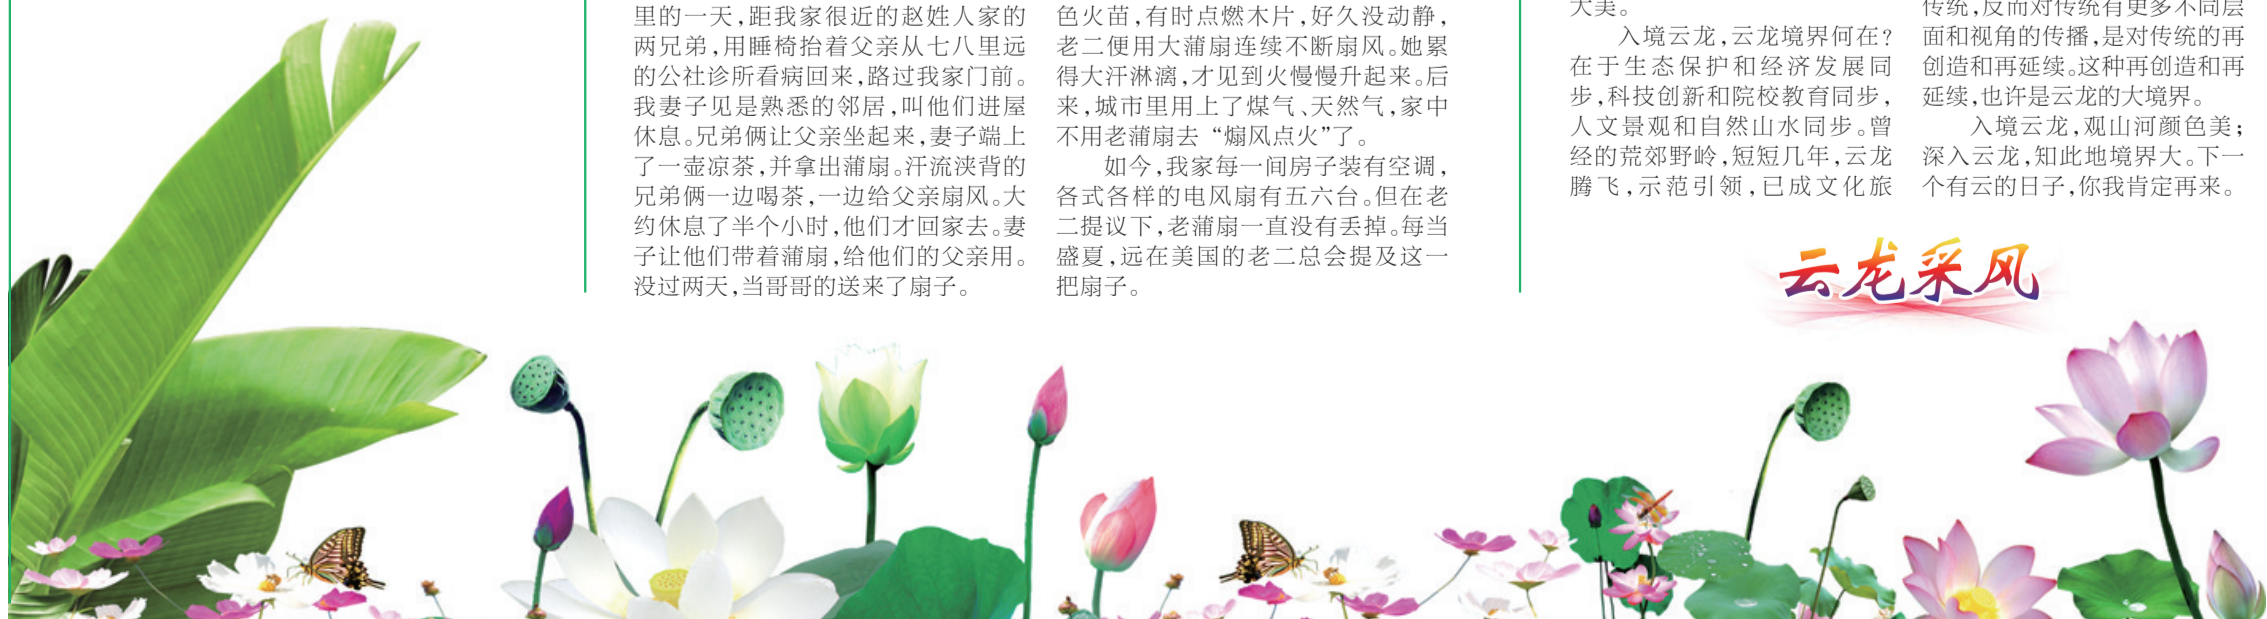 里的一天，距我家很近的赵姓人家的
两兄弟，用睡椅抬着父亲从七八里远
的公社诊所看病回来，路过我家门前。
我妻子见是熟悉的邻居，叫他们进屋
休息。兄弟俩让父亲坐起来，妻子端上
了一壶凉茶，并拿出蒲扇。汗流浃背的
兄弟俩一边喝茶，一边给父亲扇风。大
约休息了半个小时，他们才回家去。妻
子让他们带着蒲扇，给他们的父亲用。
没过两天，当哥哥的送来了扇子。
色火苗，有时点燃木片，好久没动静，
老二便用大蒲扇连续不断扇风。她累
得大汗淋漓，才见到火慢慢升起来。后
来，城市里用上了煤气、天然气，家中
不用老蒲扇去“煽风点火”了。
如今，我家每一间房子装有空调，
各式各样的电风扇有五六台。但在老
二提议下，老蒲扇一直没有丢掉。每当
盛夏，远在美国的老二总会提及这一
把扇子。
大美。
入境云龙，云龙境界何在？
在于生态保护和经济发展同
步，科技创新和院校教育同步，
人文景观和自然山水同步。曾
经的荒郊野岭，短短几年，云龙
腾飞，示范引领，已成文化旅
传统，反而对传统有更多不同层
面和视角的传播，是对传统的再
创造和再延续。这种再创造和再
延续，也许是云龙的大境界。
入境云龙，观山河颜色美；
深入云龙，知此地境界大。下一
个有云的日子，你我肯定再来。
云龙采风